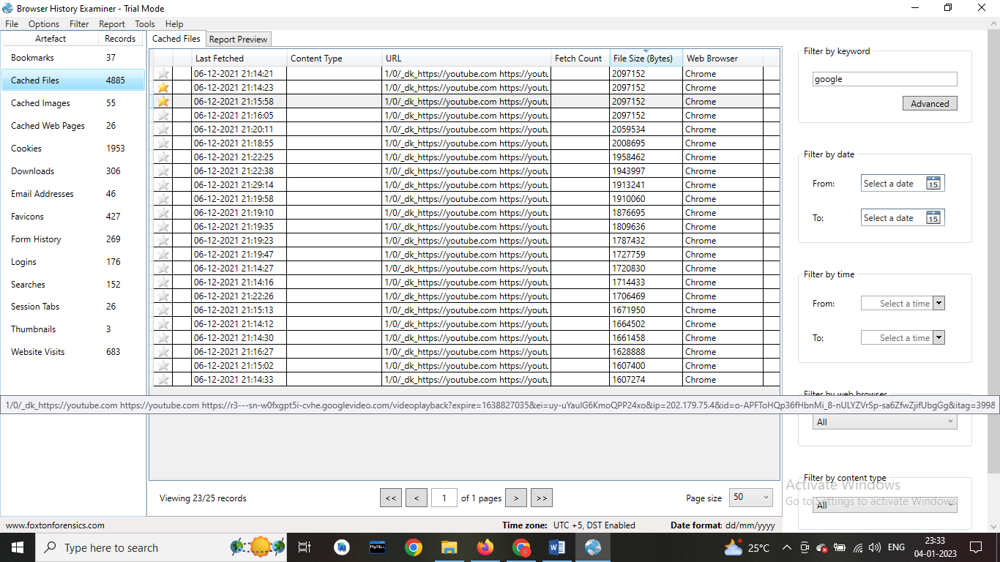 Browser History Examiner - Trial Mode
File Options Filter Report Tools Help
Artefact Records
Bookmarks 37
Cached Files 4885
Cached Images 55
Cached Web Pages 26
Cookies 1953
Downloads 306
Email Addresses 46
Favicons 427
Form History 269
Logins 176
Searches 152
Session Tabs 26
Thumbnails 3
Website Visits 683
Cached Files Report Preview
Last Fetched Content Type URL Fetch Count File Size (Bytes) Web Browser
06-12-2021 21:14:21 1/0/_dk_https://youtube.com https://youtu 2097152 Chrome
06-12-2021 21:14:23 1/0/_dk_https://youtube.com https://youtu 2097152 Chrome
06-12-2021 21:15:58 1/0/_dk_https://youtube.com https://youtu 2097152 Chrome
06-12-2021 21:16:05 1/0/_dk_https://youtube.com https://youtu 2097152 Chrome
06-12-2021 21:20:11 1/0/_dk_https://youtube.com https://youtu 2059534 Chrome
06-12-2021 21:18:55 1/0/_dk_https://youtube.com https://youtu 2008695 Chrome
06-12-2021 21:22:25 1/0/_dk_https://youtube.com https://youtu 1958462 Chrome
06-12-2021 21:22:38 1/0/_dk_https://youtube.com https://youtu 1943997 Chrome
06-12-2021 21:29:14 1/0/_dk_https://youtube.com https://youtu 1913241 Chrome
06-12-2021 21:19:58 1/0/_dk_https://youtube.com https://youtu 1910060 Chrome
06-12-2021 21:19:10 1/0/_dk_https://youtube.com https://youtu 1876695 Chrome
06-12-2021 21:19:35 1/0/_dk_https://youtube.com https://youtu 1809636 Chrome
06-12-2021 21:19:23 1/0/_dk_https://youtube.com https://youtu 1787432 Chrome
06-12-2021 21:19:47 1/0/_dk_https://youtube.com https://youtu 1727759 Chrome
06-12-2021 21:14:27 1/0/_dk_https://youtube.com https://youtu 1720830 Chrome
06-12-2021 21:14:16 1/0/_dk_https://youtube.com https://youtu 1714433 Chrome
06-12-2021 21:22:26 1/0/_dk_https://youtube.com https://youtu 1706469 Chrome
06-12-2021 21:15:13 1/0/_dk_https://youtube.com https://youtu 1671950 Chrome
06-12-2021 21:14:12 1/0/_dk_https://youtube.com https://youtu 1664502 Chrome
06-12-2021 21:14:30 1/0/_dk_https://youtube.com https://youtu 1661458 Chrome
06-12-2021 21:16:27 1/0/_dk_https://youtube.com https://youtu 1628888 Chrome
06-12-2021 21:15:02 1/0/_dk_https://youtube.com https://youtu 1607400 Chrome
06-12-2021 21:14:33 1/0/_dk_https://youtube.com https://youtu 1607274 Chrome
1/0/_dk_https://youtube.com https://youtube.com https://r3---sn-w0fxgpt5i-cvhe.googlevideo.com/videoplayback?expire=1638827035&ei=uy-uYaulG6KmoQPP24xo&ip=202.179.75.4&id=o-APFToHQp36fHbnMi_8-nULYZVrSp-sa6ZfwZjifUbgGg&itag=3998
Viewing 23/25 records << < 1 of 1 pages > >> Page size 50
Filter by keyword
google
Advanced
Filter by date
From: Select a date 15
To: Select a date 15
Filter by time
From: Select a time
To: Select a time
Filter by web browser
All
Filter by content type
All
Activate Windows
Go to Settings to activate Windows.
www.foxtonforensics.com Time zone: UTC +5, DST Enabled Date format: dd/mm/yyyy
Type here to search MySQL 25°C ENG 23:33
04-01-2023